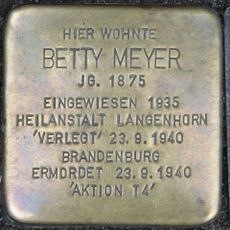 HIER WOHNTE
BETTY MEYER
JG. 1875
EINGEWIESEN 1935
HEILANSTALT LANGENHORN
'VERLEGT' 23.9.1940
BRANDENBURG
ERMORDET 23.9.1940
'AKTION T4'